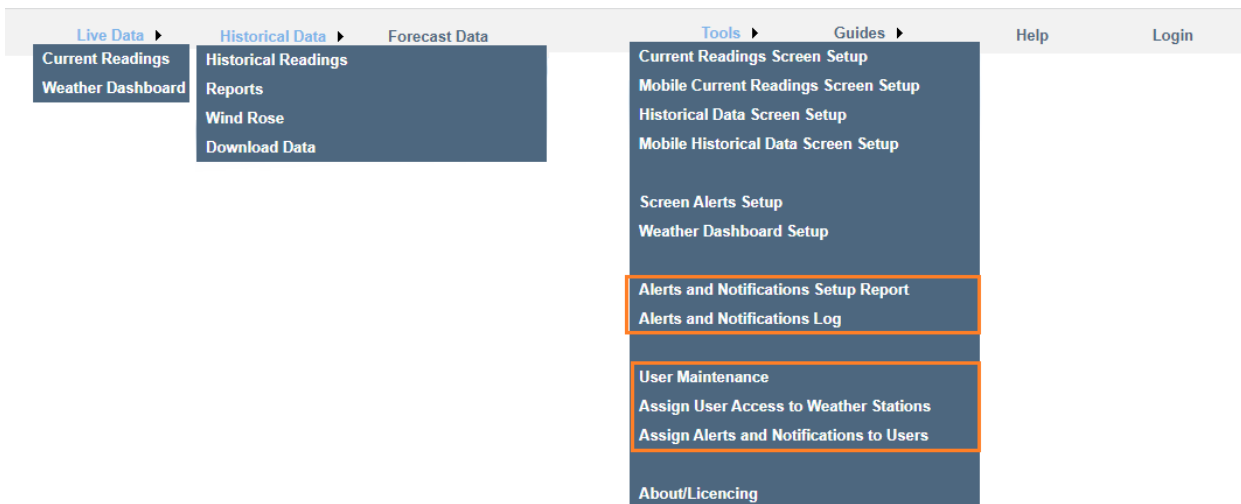 Live Data
Historical Data
Forecast Data
Tools
Guides
Help
Login
Current Readings
Weather Dashboard
Historical Readings
Reports
Wind Rose
Download Data
Current Readings Screen Setup
Mobile Current Readings Screen Setup
Historical Data Screen Setup
Mobile Historical Data Screen Setup
Screen Alerts Setup
Weather Dashboard Setup
Alerts and Notifications Setup Report
Alerts and Notifications Log
User Maintenance
Assign User Access to Weather Stations
Assign Alerts and Notifications to Users
About/Licencing